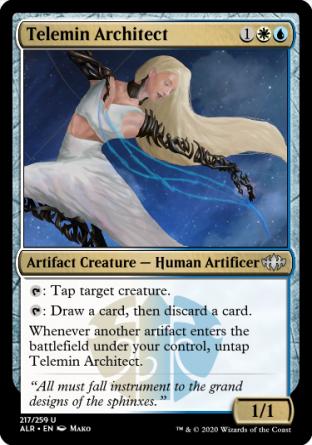 Telemin Architect 1
Artifact Creature — Human Artificer
: Tap target creature.
: Draw a card, then discard a card.
Whenever another artifact enters the
battlefield under your control, untap
Telemin Architect.
“All must fall instrument to the grand
designs of the sphinxes.”
1/1
217/259 U
ALR • EN Mako
™ & © 2020 Wizards of the Coast